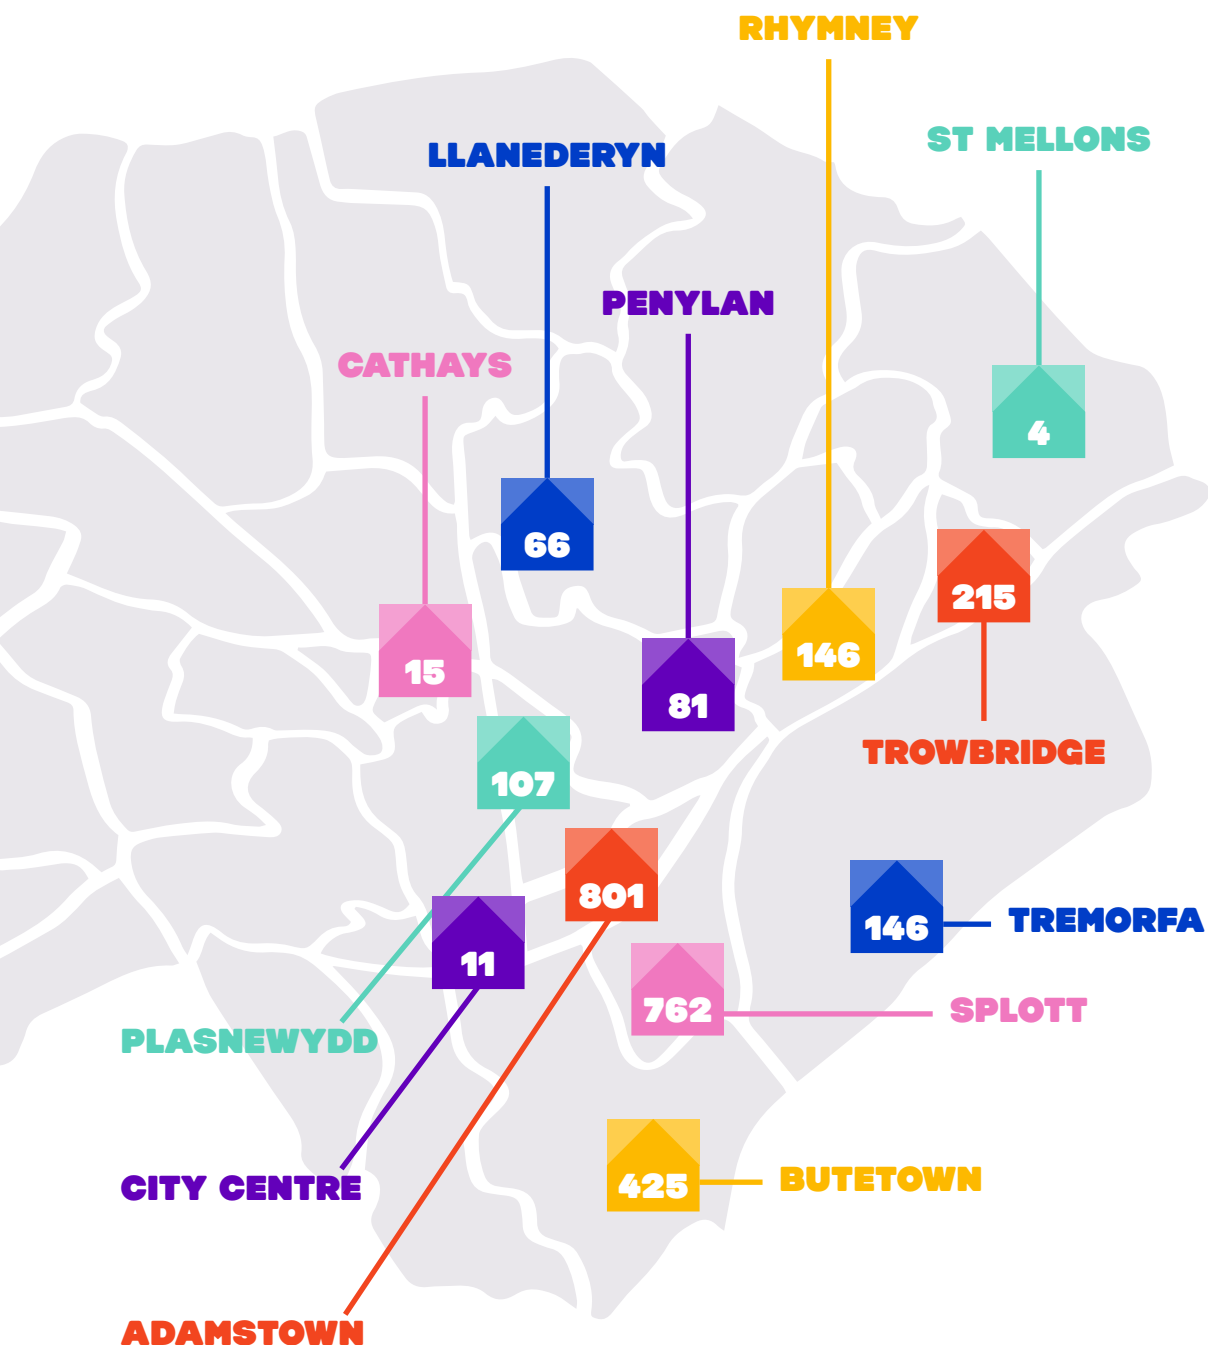 RHYMNEY
ST MELLONS
LLANEDERYN
PENYLAN
CATHAYS
4
66
215
146
15
81
TROWBRIDGE
107
801
146
TREMORFA
11
762
SPLOTT
PLASNEWYDD
425
BUTETOWN
CITY CENTRE
ADAMSTOWN